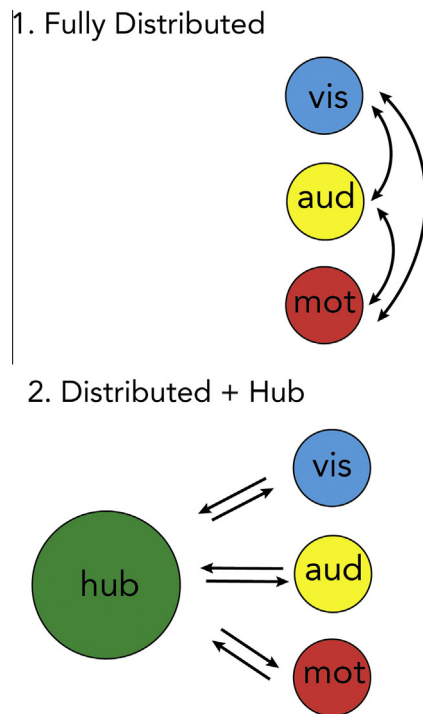 1. Fully Distributed
vis
aud
mot
2. Distributed + Hub
vis
hub
aud
mot